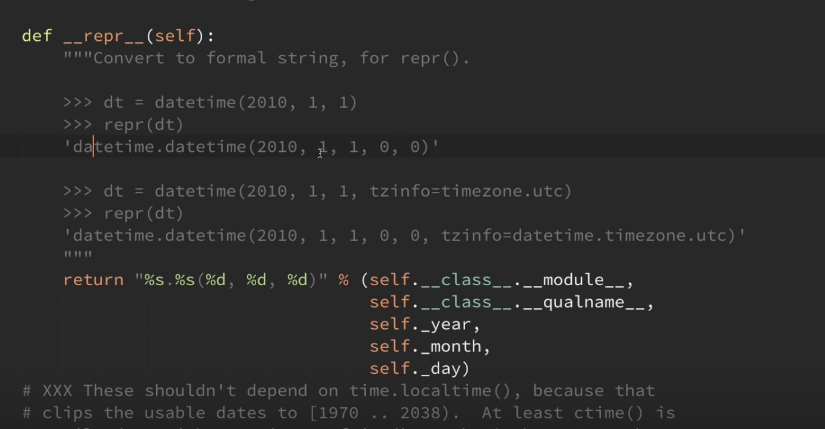 def __repr__(self):
"""Convert to formal string, for repr().
>>> dt = datetime(2010, 1, 1)
>>> repr(dt)
'datetime.datetime(2010, 1, 1, 0, 0)'
>>> dt = datetime(2010, 1, 1, tzinfo=timezone.utc)
>>> repr(dt)
'datetime.datetime(2010, 1, 1, 0, 0, tzinfo=datetime.timezone.utc)'
"""
return "%s.%s(%d, %d, %d)" % (self.__class__.__module__,
self.__class__.__qualname__,
self._year,
self._month,
self._day)
# XXX These shouldn't depend on time.localtime(), because that
# clips the usable dates to [1970 .. 2038).  At least ctime() is